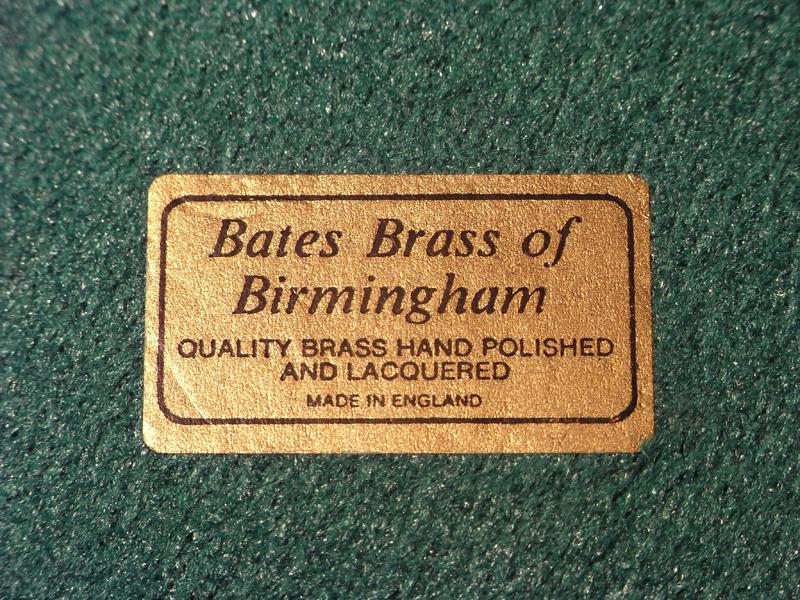 Bates Brass of
Birmingham
QUALITY BRASS HAND POLISHED
AND LACQUERED
MADE IN ENGLAND